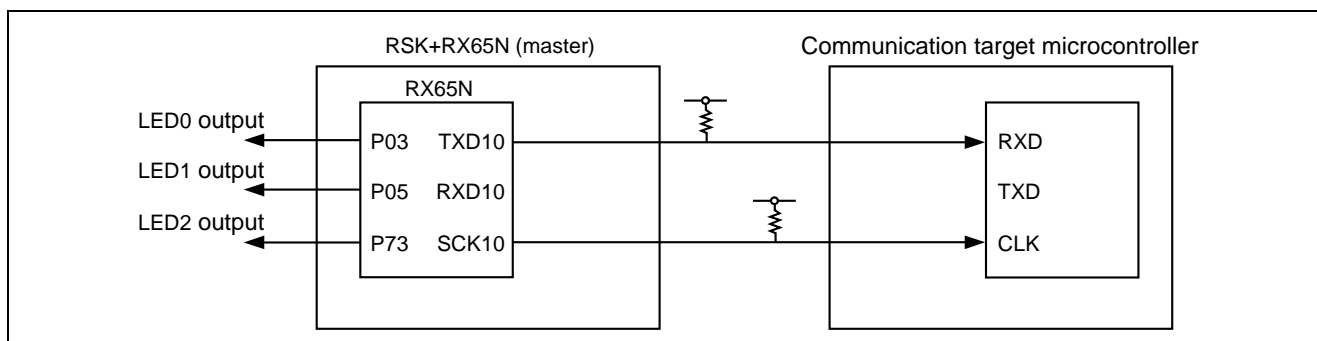 RSK+RX65N (master)
Communication target microcontroller
RX65N
LED0 output
P03 TXD10
RXD
LED1 output
P05 RXD10
TXD
LED2 output
P73 SCK10
CLK